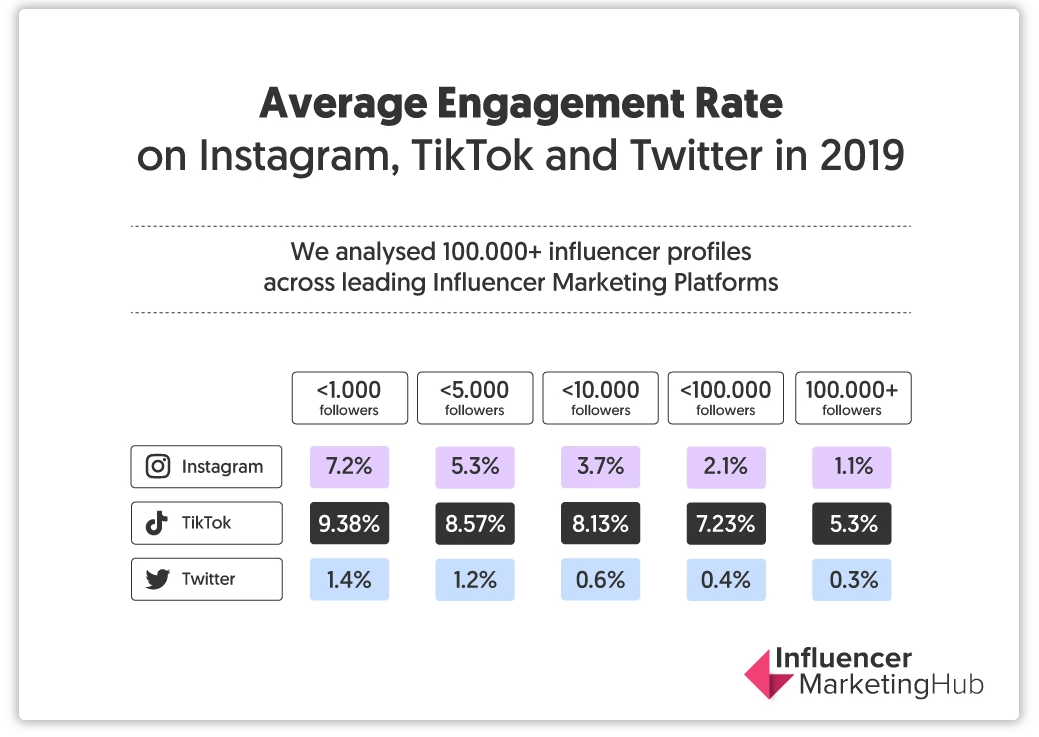 Average Engagement Rate
on Instagram, TikTok and Twitter in 2019
We analysed 100.000+ influencer profiles
across leading Influencer Marketing Platforms
<1.000 <5.000 <10.000 <100.000 100.000+
followers followers followers followers followers
Instagram 7.2% 5.3% 3.7% 2.1% 1.1%
TikTok 9.38% 8.57% 8.13% 7.23% 5.3%
Twitter 1.4% 1.2% 0.6% 0.4% 0.3%
Influencer
MarketingHub